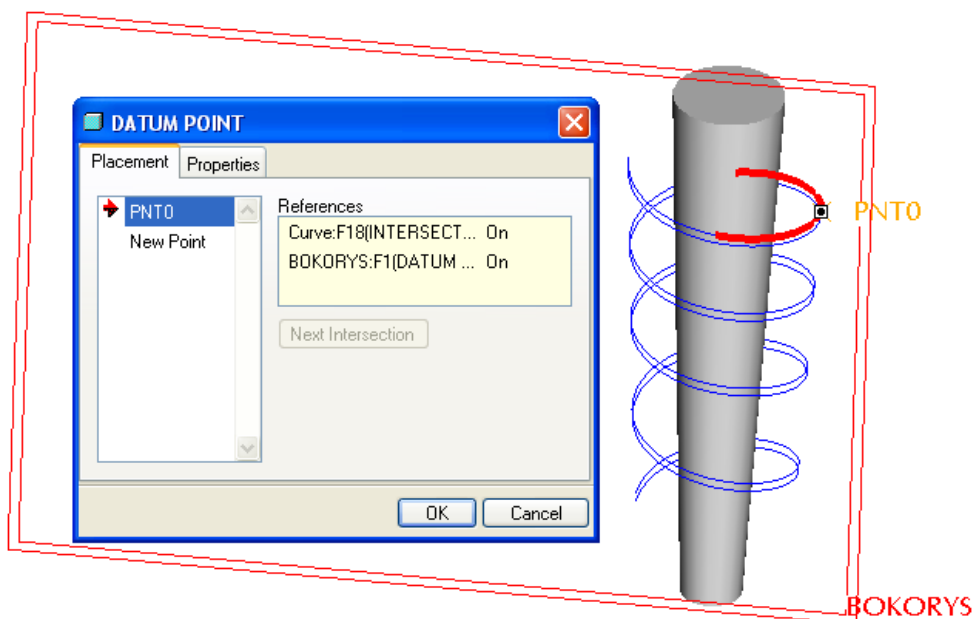 DATUM POINT
Placement
Properties
PNT0
New Point
References
Curve:F18(INTERSECT... On
BOKORYS:F1(DATUM ... On
Next Intersection
OK
Cancel
PNT0
BOKORYS